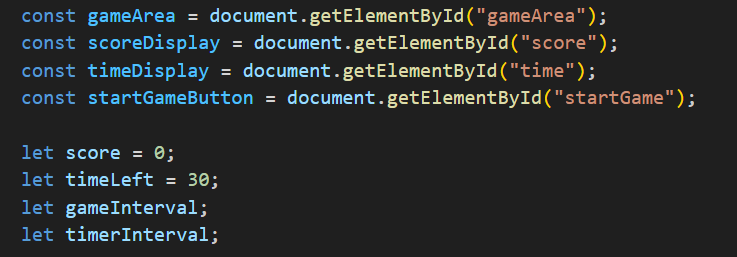 const gameArea = document.getElementById("gameArea");
const scoreDisplay = document.getElementById("score");
const timeDisplay = document.getElementById("time");
const startGameButton = document.getElementById("startGame");
let score = 0;
let timeLeft = 30;
let gameInterval;
let timerInterval;